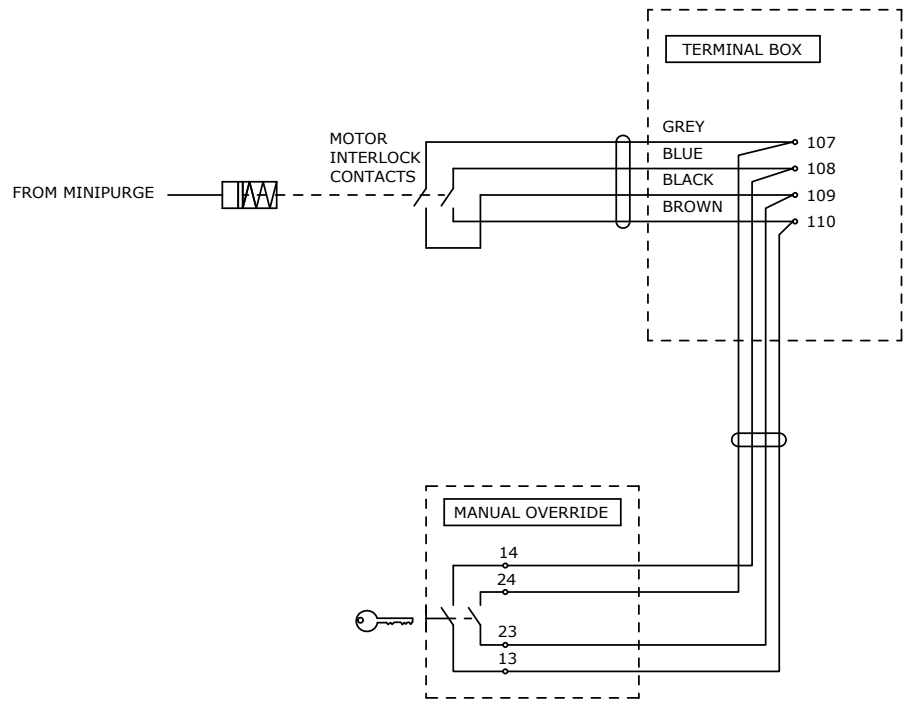 TERMINAL BOX
GREY
107
MOTOR
INTERLOCK
CONTACTS
BLUE
108
BLACK
109
FROM MINIPURGE
BROWN
110
MANUAL OVERRIDE
14
24
23
13